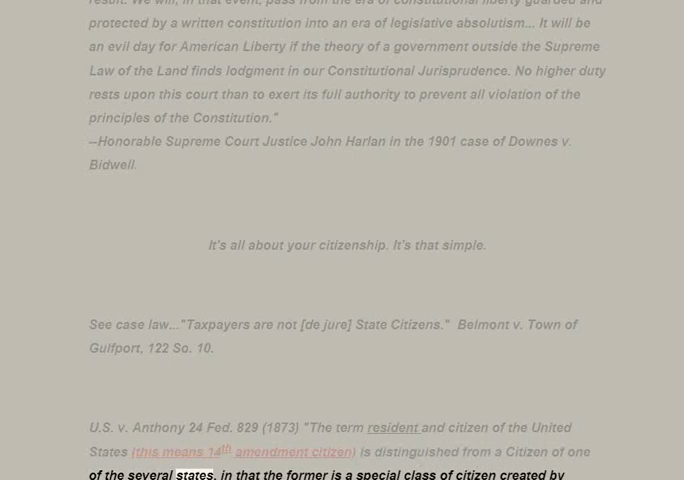 result. We will, in that event, pass from the era of constitutional liberty guarded and
protected by a written constitution into an era of legislative absolutism... It will be
an evil day for American Liberty if the theory of a government outside the Supreme
Law of the Land finds lodgment in our Constitutional Jurisprudence. No higher duty
rests upon this court than to exert its full authority to prevent all violation of the
principles of the Constitution."
--Honorable Supreme Court Justice John Harlan in the 1901 case of Downes v.
Bidwell.
It's all about your citizenship. It's that simple.
See case law..."Taxpayers are not [de jure] State Citizens." Belmont v. Town of
Gulfport, 122 So. 10.
U.S. v. Anthony 24 Fed. 829 (1873) "The term resident and citizen of the United
States (this means 14th amendment citizen) is distinguished from a Citizen of one
of the several states, in that the former is a special class of citizen created by